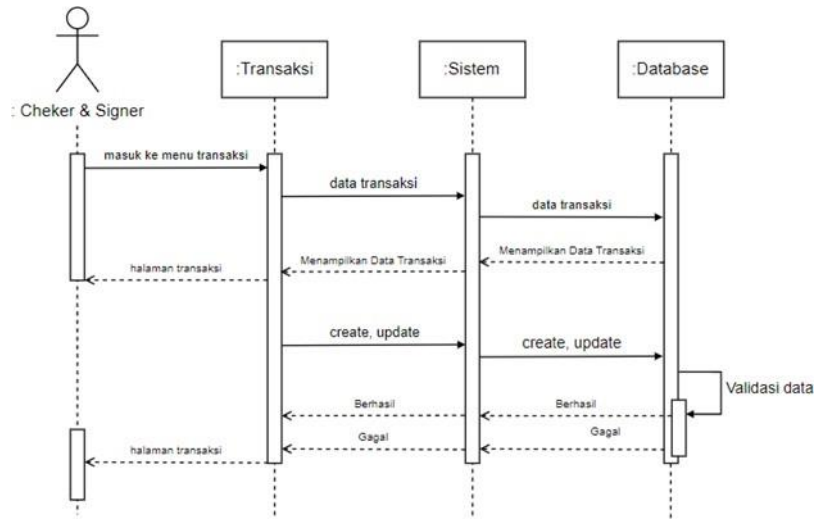 :Transaksi
:Sistem
:Database
: Cheker & Signer
masuk ke menu transaksi
data transaksi
data transaksi
Menampilkan Data Transaksi
Menampilkan Data Transaksi
halaman transaksi
create, update
create, update
Validasi data
Berhasil
Berhasil
Gagal
Gagal
halaman transaksi